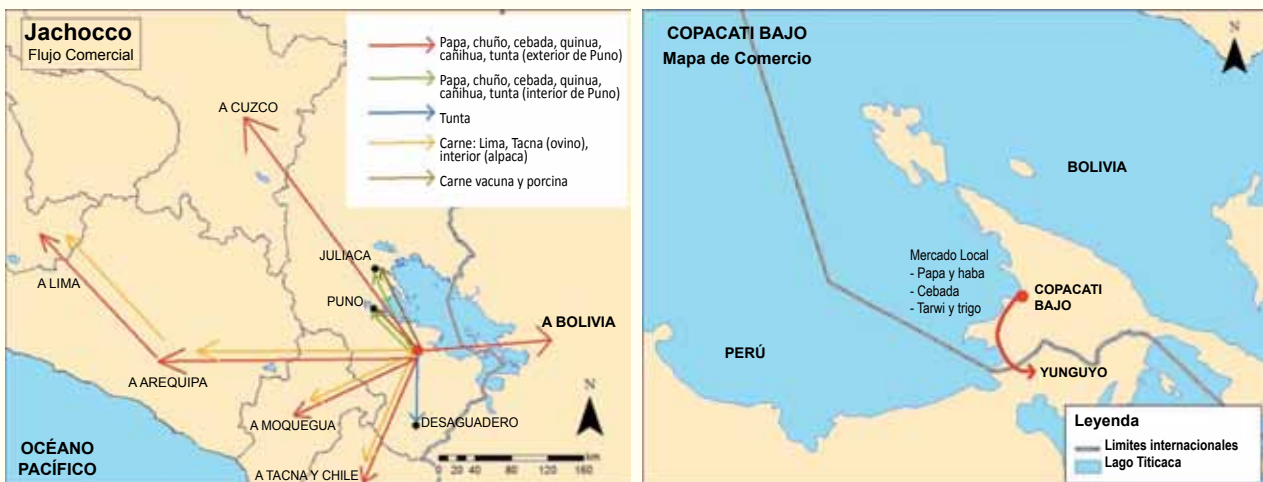 Jachocco
Flujo Comercial
Papa, chuño, cebada, quinua,
cañihua, tunta (exterior de Puno)
Papa, chuño, cebada, quinua,
cañihua, tunta (interior de Puno)
Tunta
Carne: Lima, Tacna (ovino),
interior (alpaca)
Carne vacuna y porcina
A CUZCO
A LIMA
JULIACA
PUNO
A BOLIVIA
A AREQUIPA
A MOQUEGUA
DESAGUADERO
A TACNA Y CHILE
OCÉANO
PACÍFICO
N
0 20 40 80 120 160 km
COPACATI BAJO
Mapa de Comercio
N
BOLIVIA
Mercado Local
- Papa y haba
- Cebada
- Tarwi y trigo
COPACATI
BAJO
PERÚ
YUNGUYO
Leyenda
Limites internacionales
Lago Titicaca